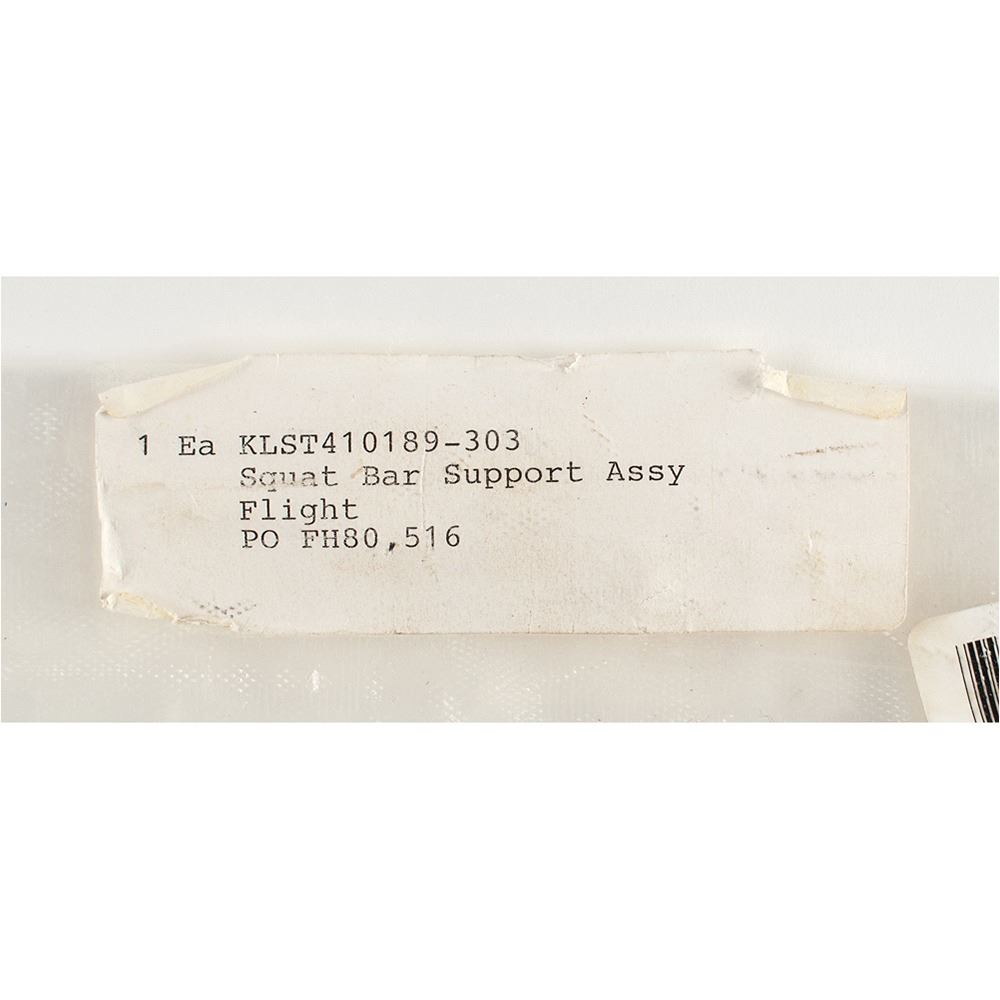 1 Ea KLST410189-303
Squat Bar Support Assy
Flight
PO FH80,516